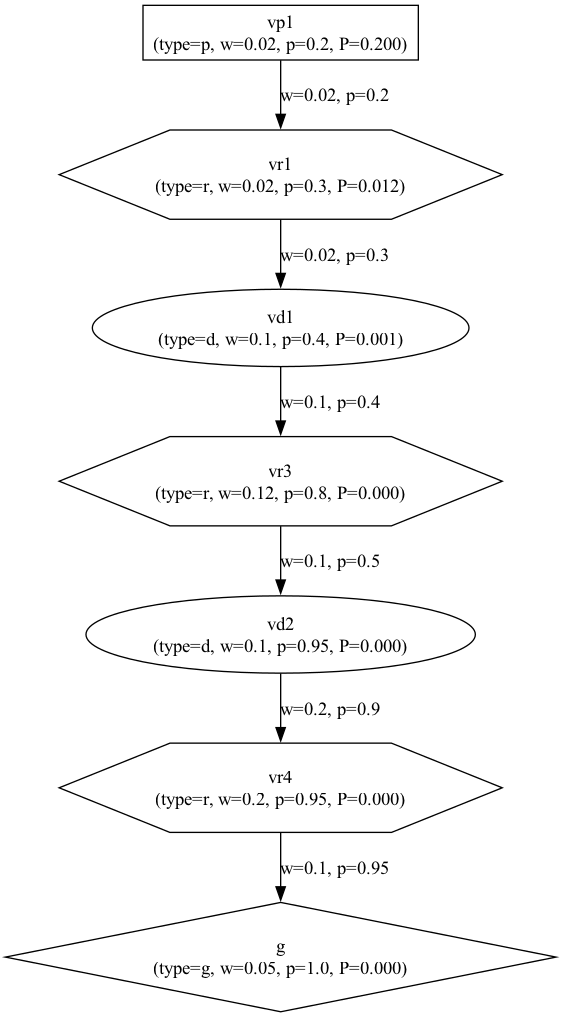 vp1
(type=p, w=0.02, p=0.2, P=0.200)
w=0.02, p=0.2
vr1
(type=r, w=0.02, p=0.3, P=0.012)
w=0.02, p=0.3
vd1
(type=d, w=0.1, p=0.4, P=0.001)
w=0.1, p=0.4
vr3
(type=r, w=0.12, p=0.8, P=0.000)
w=0.1, p=0.5
vd2
(type=d, w=0.1, p=0.95, P=0.000)
w=0.2, p=0.9
vr4
(type=r, w=0.2, p=0.95, P=0.000)
w=0.1, p=0.95
g
(type=g, w=0.05, p=1.0, P=0.000)